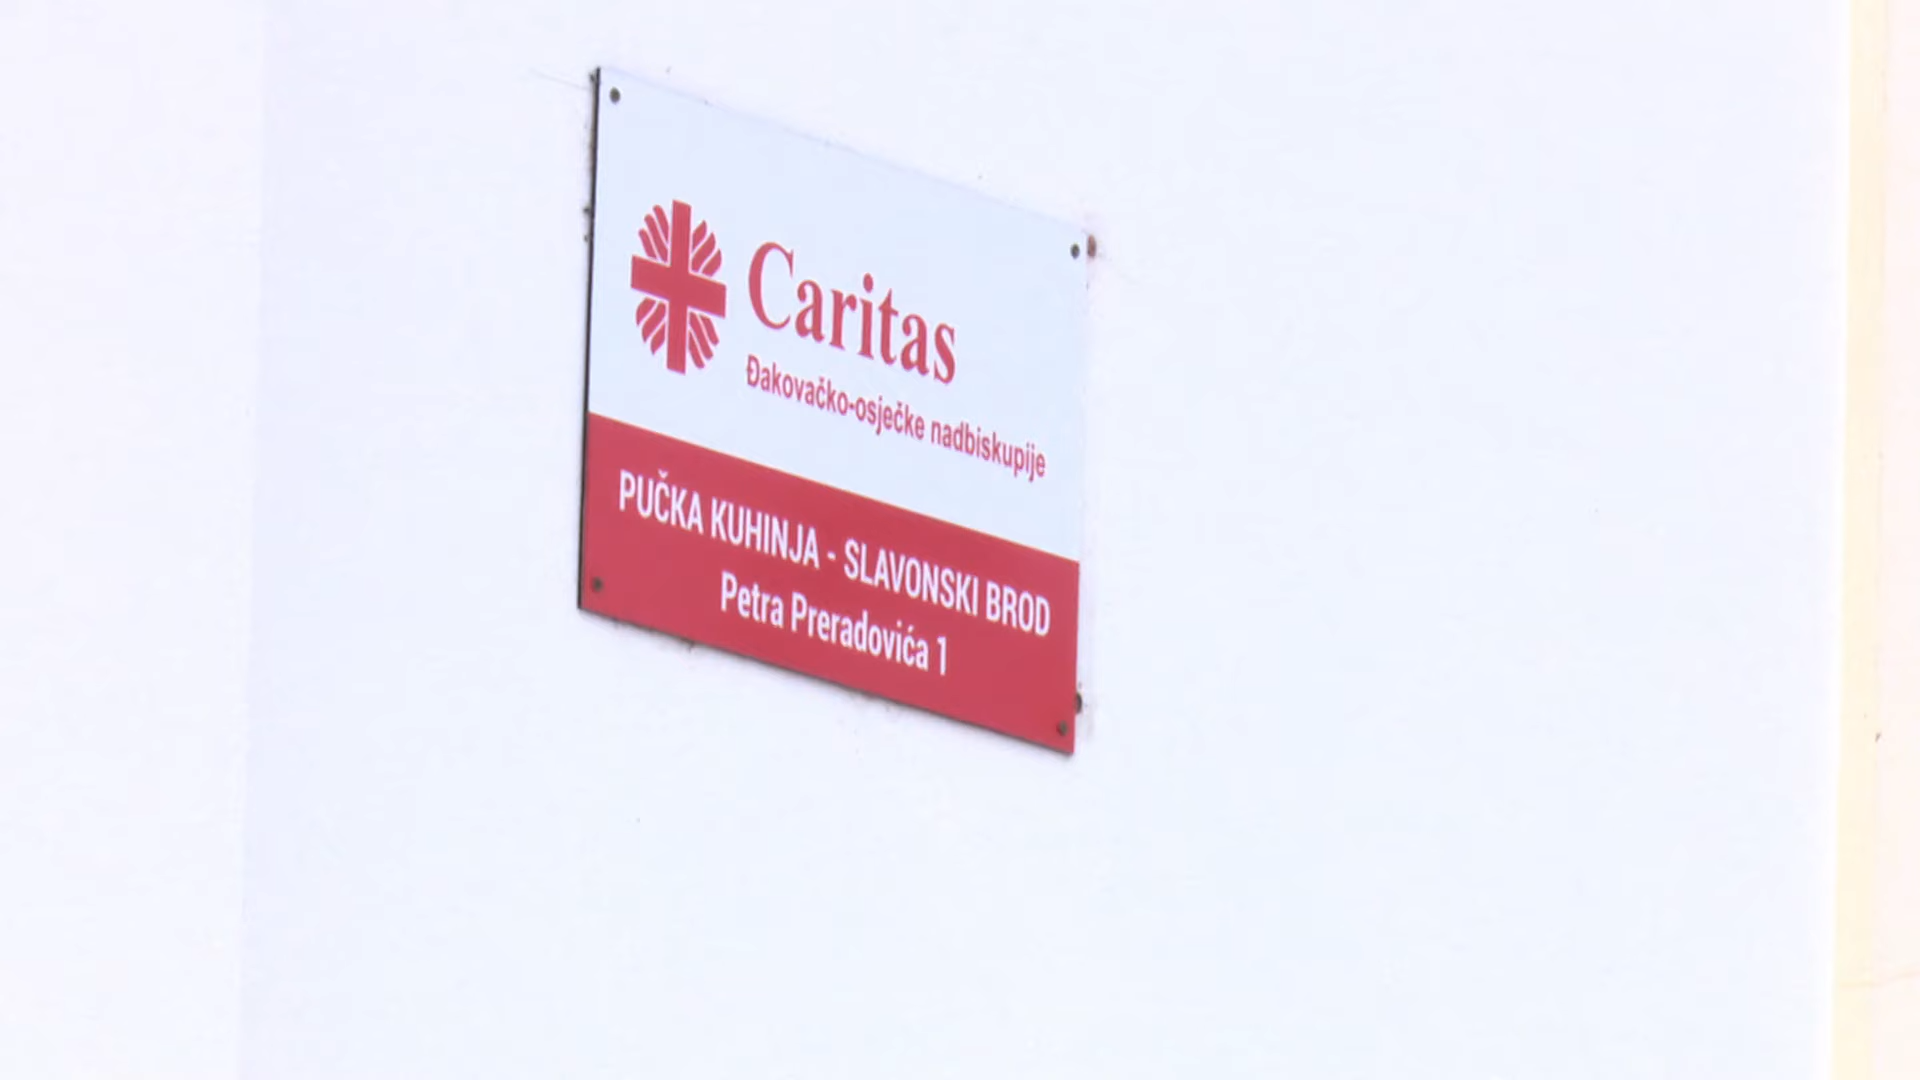 Caritas
Đakovačko-osječke nadbiskupije
PUČKA KUHINJA - SLAVONSKI BROD
Petra Preradovića 1